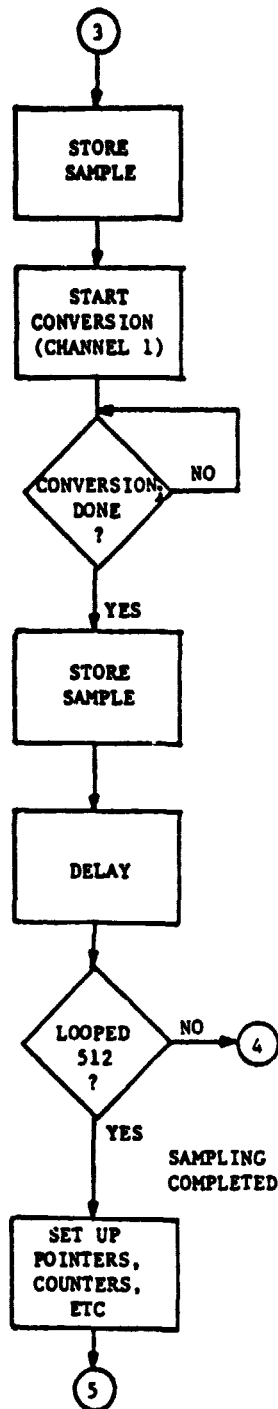 3
STORE
SAMPLE
START
CONVERSION
(CHANNEL 1)
CONVERSION
DONE
?
NO
YES
STORE
SAMPLE
DELAY
LOOPED
512
?
NO
4
YES
SAMPLING
COMPLETED
SET UP
POINTERS,
COUNTERS,
ETC
5